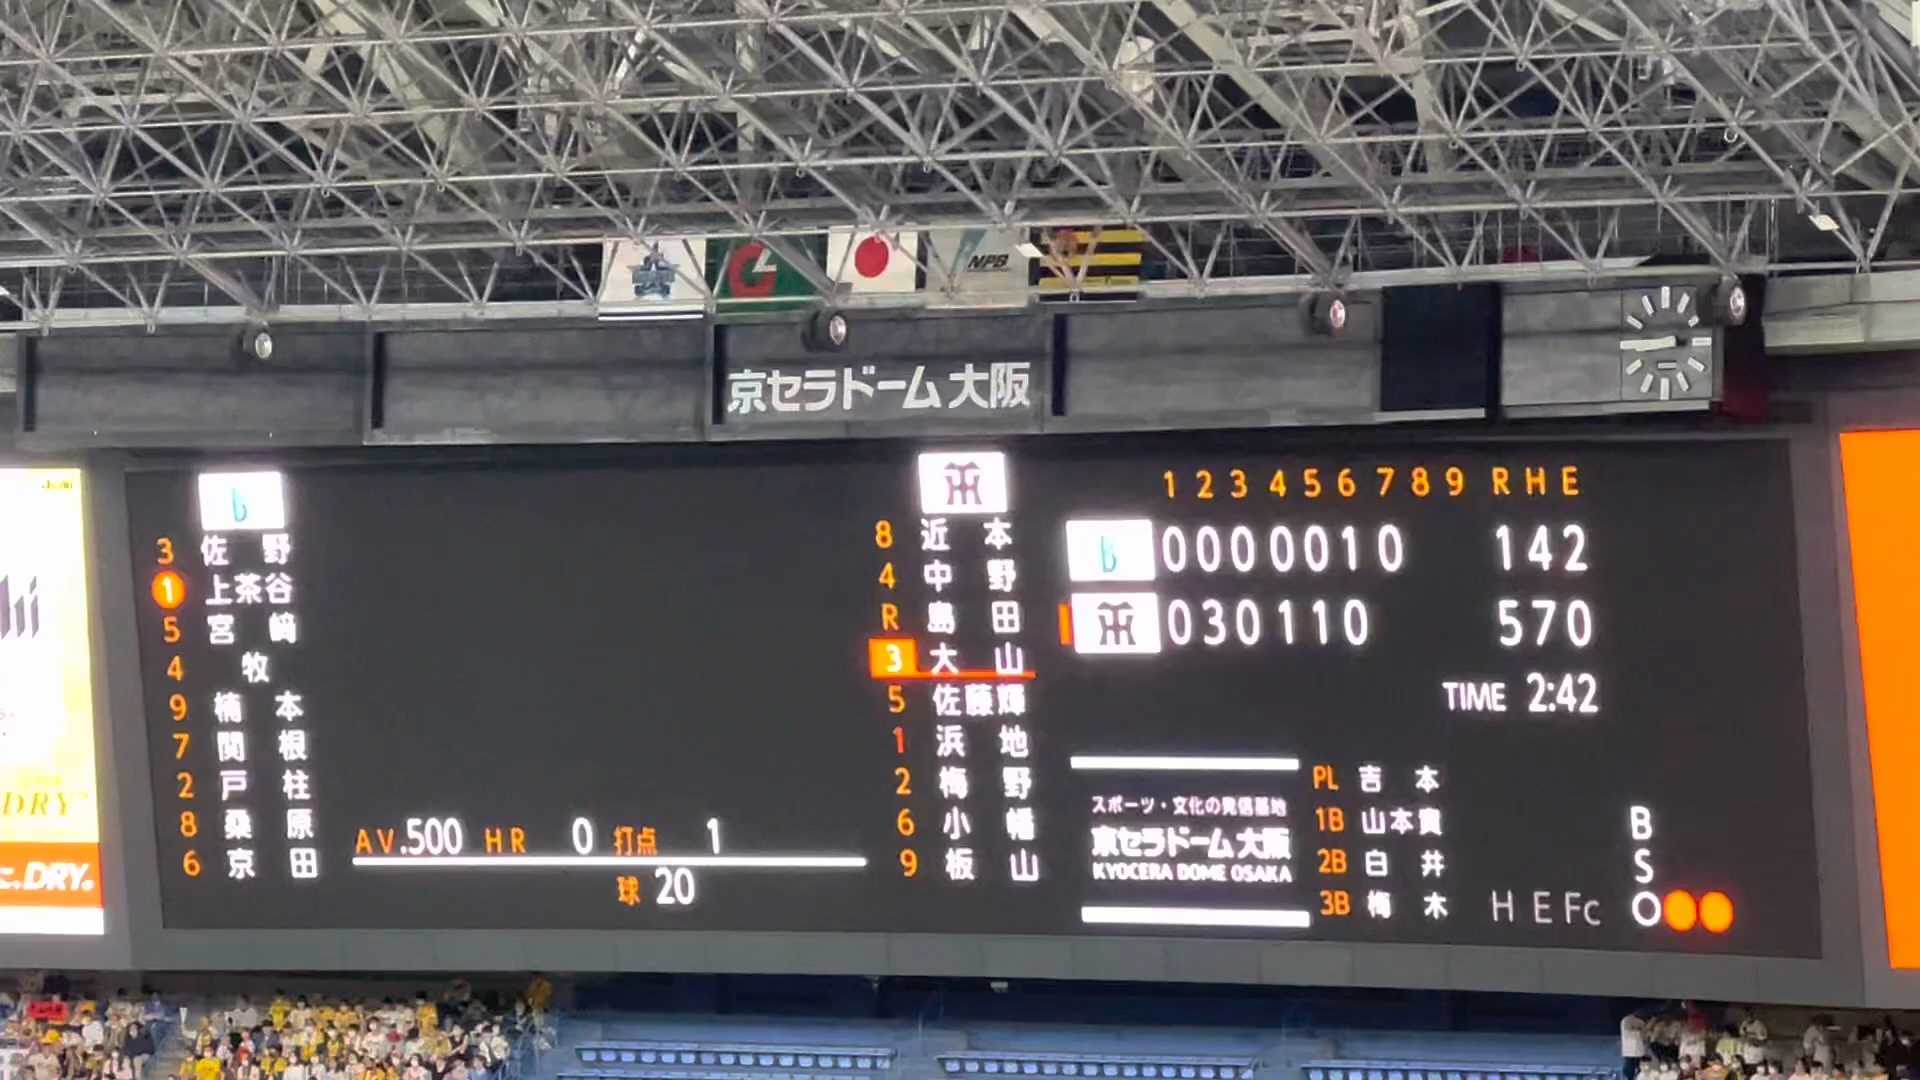 NPB
京セラドーム 大阪
3 佐野
1 上茶谷
5 宮﨑
4 牧
9 楠本
7 関根
2 戸柱
8 桑原
6 京田
AV .500 HR 0 打点 1
球 20
8 近本
4 中野
R 島田
3 大山
5 佐藤輝
1 浜地
2 梅野
6 小幡
9 板山
1 2 3 4 5 6 7 8 9 R H E
0 0 0 0 0 0 1 0 1 4 2
0 3 0 1 1 1 0 5 7 0
TIME 2:42
スポーツ・文化の発信基地
京セラドーム 大阪
KYOCERA DOME OSAKA
PL 吉本
1B 山本貴
2B 白井
3B 梅木
H E Fc
B
S
O
DRY
DRY.